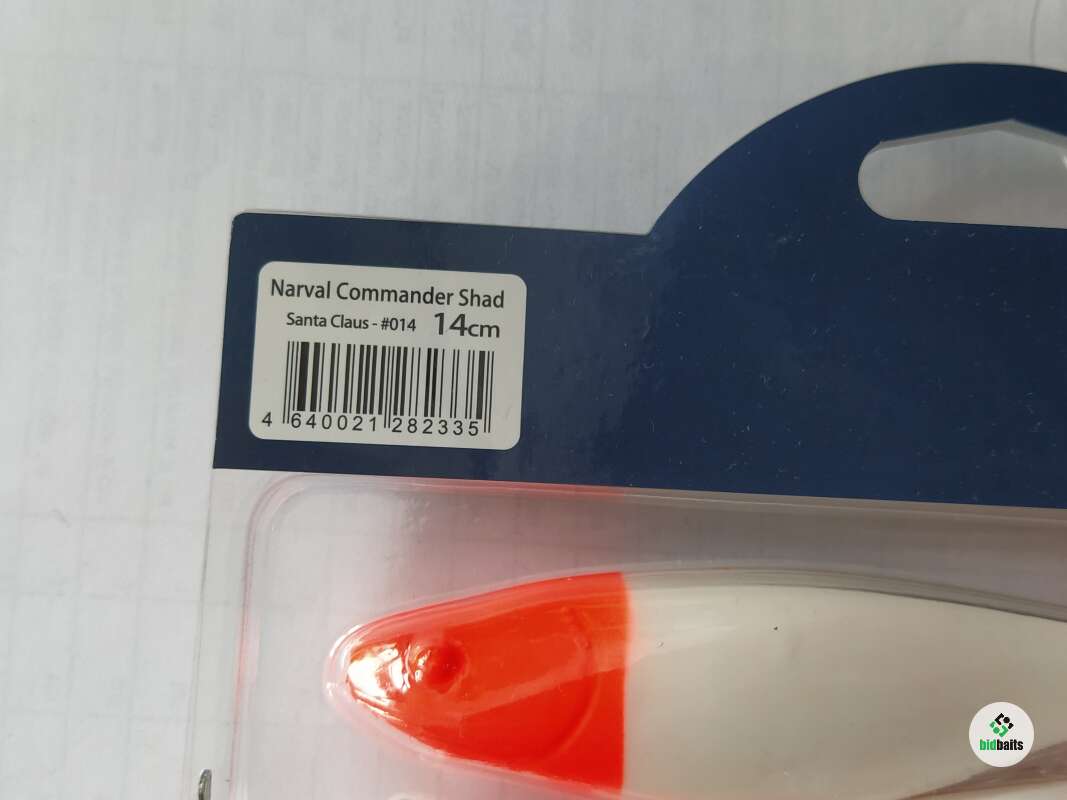 Narval Commander Shad
Santa Claus - #014 14cm
4 640021 282335
bidbaits